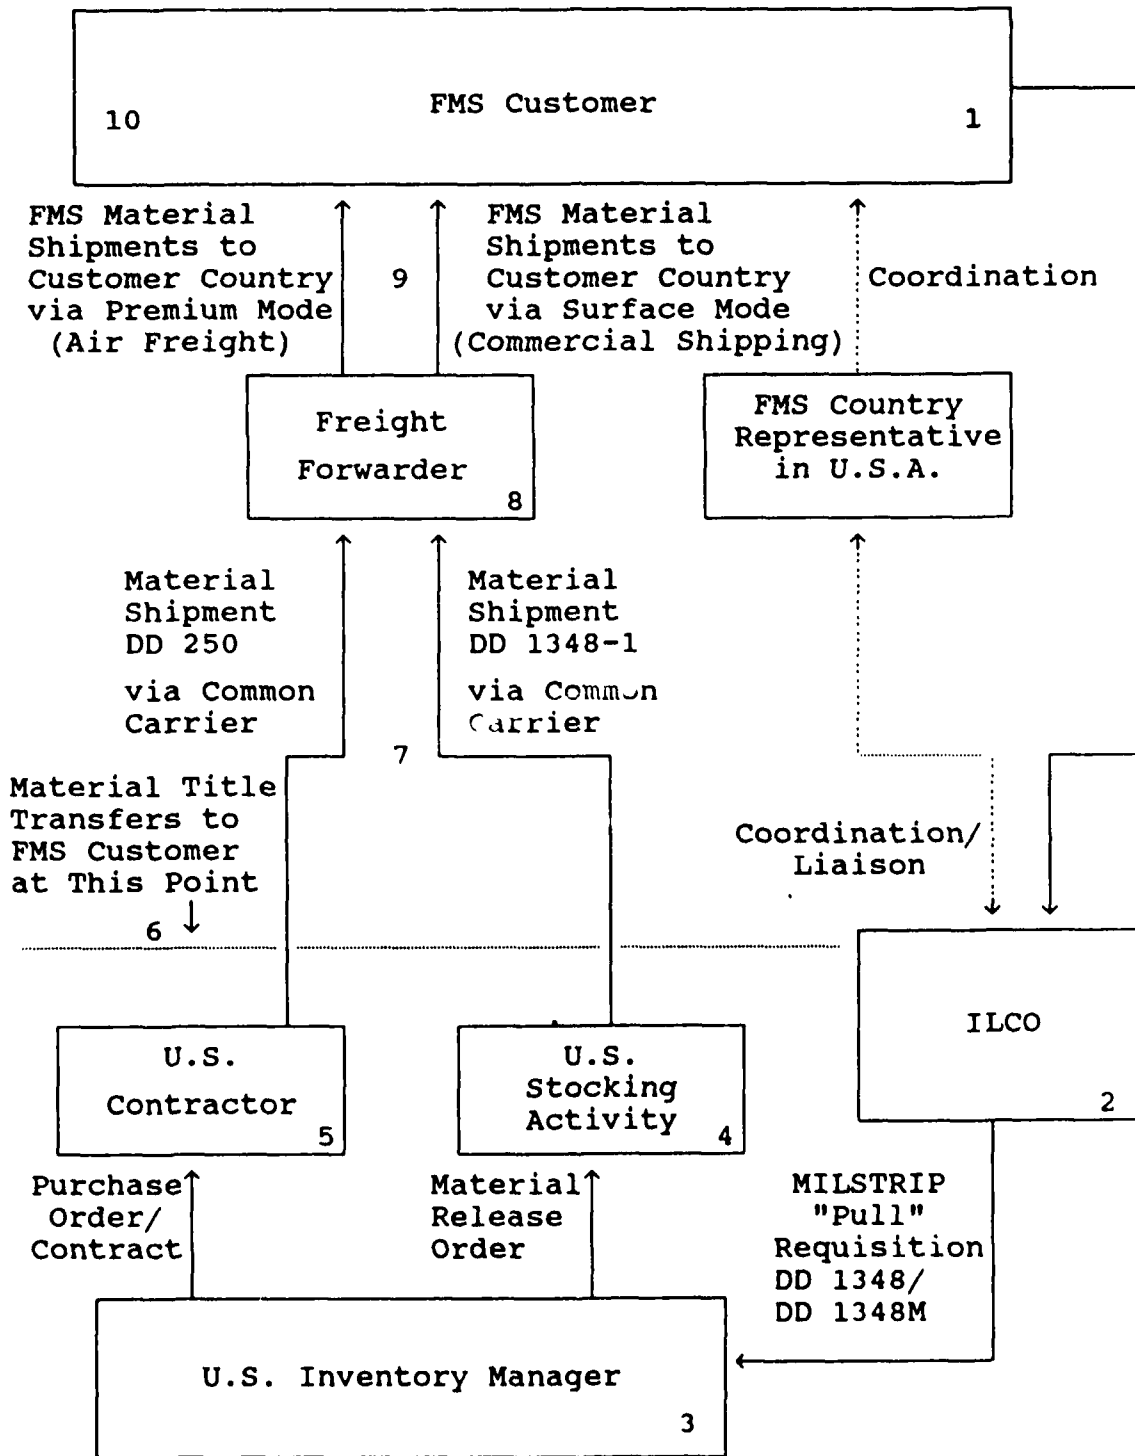 FMS Customer
10
1
FMS Material
Shipments to
Customer Country
via Premium Mode
(Air Freight)
9
FMS Material
Shipments to
Customer Country
via Surface Mode
(Commercial Shipping)
Coordination
Freight
Forwarder
8
FMS Country
Representative
in U.S.A.
Material
Shipment
DD 250
via Common
Carrier
Material
Shipment
DD 1348-1
via Common
Carrier
7
Material Title
Transfers to
FMS Customer
at This Point
6
Coordination/
Liaison
U.S.
Contractor
5
U.S.
Stocking
Activity
4
ILCO
2
Purchase
Order/
Contract
Material
Release
Order
MILSTRIP
"Pull"
Requisition
DD 1348/
DD 1348M
U.S. Inventory Manager
3